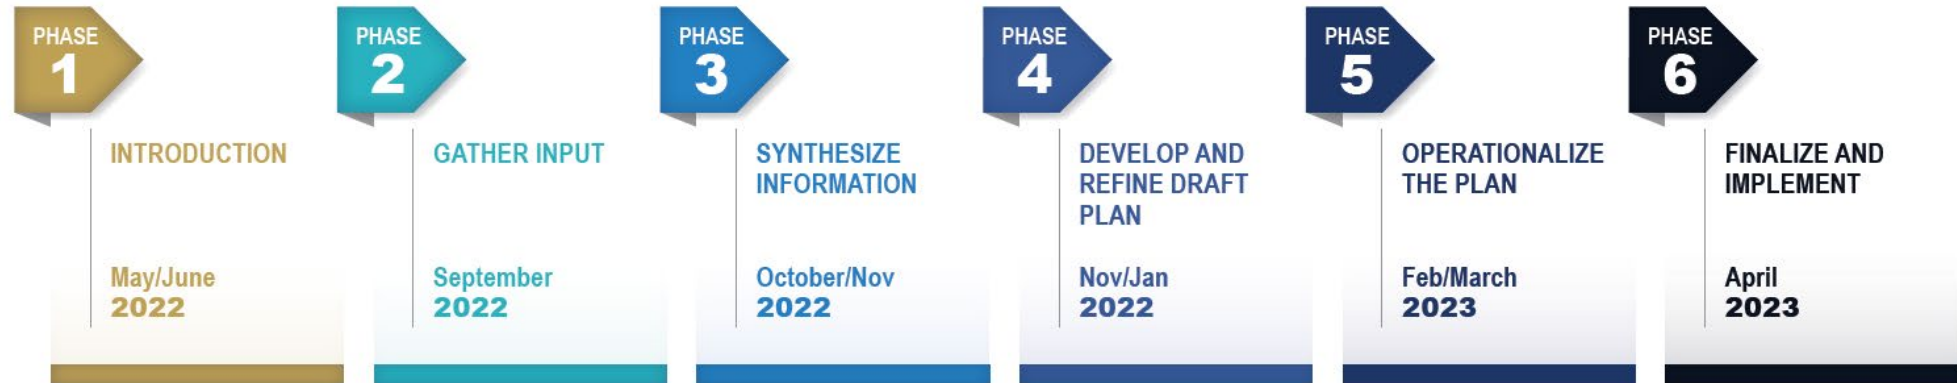 PHASE
1
INTRODUCTION
May/June
2022
PHASE
2
GATHER INPUT
September
2022
PHASE
3
SYNTHESIZE
INFORMATION
October/Nov
2022
PHASE
4
DEVELOP AND
REFINE DRAFT
PLAN
Nov/Jan
2022
PHASE
5
OPERATIONALIZE
THE PLAN
Feb/March
2023
PHASE
6
FINALIZE AND
IMPLEMENT
April
2023